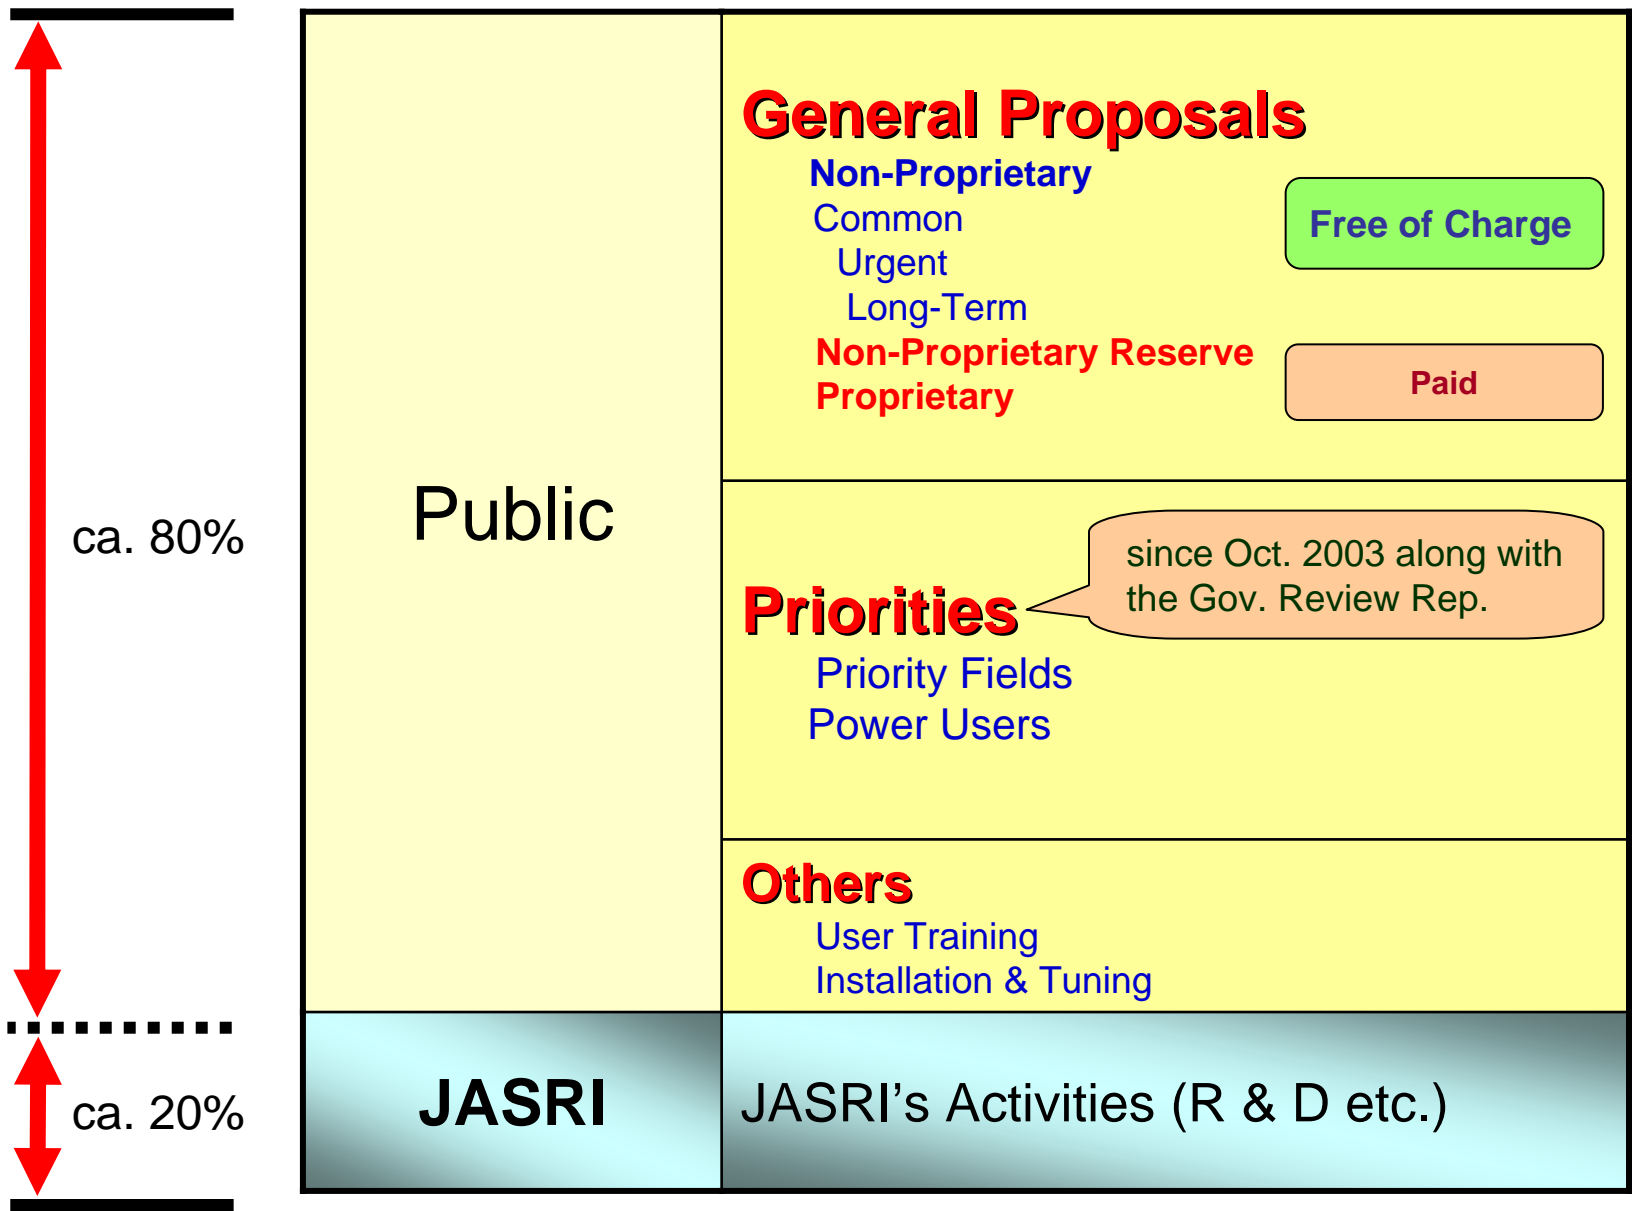 General Proposals
Non-Proprietary
Common
Free of Charge
Urgent
Long-Term
Non-Proprietary Reserve
Paid
Proprietary
ca. 80%
Public
since Oct. 2003 along with
the Gov. Review Rep.
Priorities
Priority Fields
Power Users
Others
User Training
Installation & Tuning
ca. 20%
JASRI
JASRI's Activities (R & D etc.)